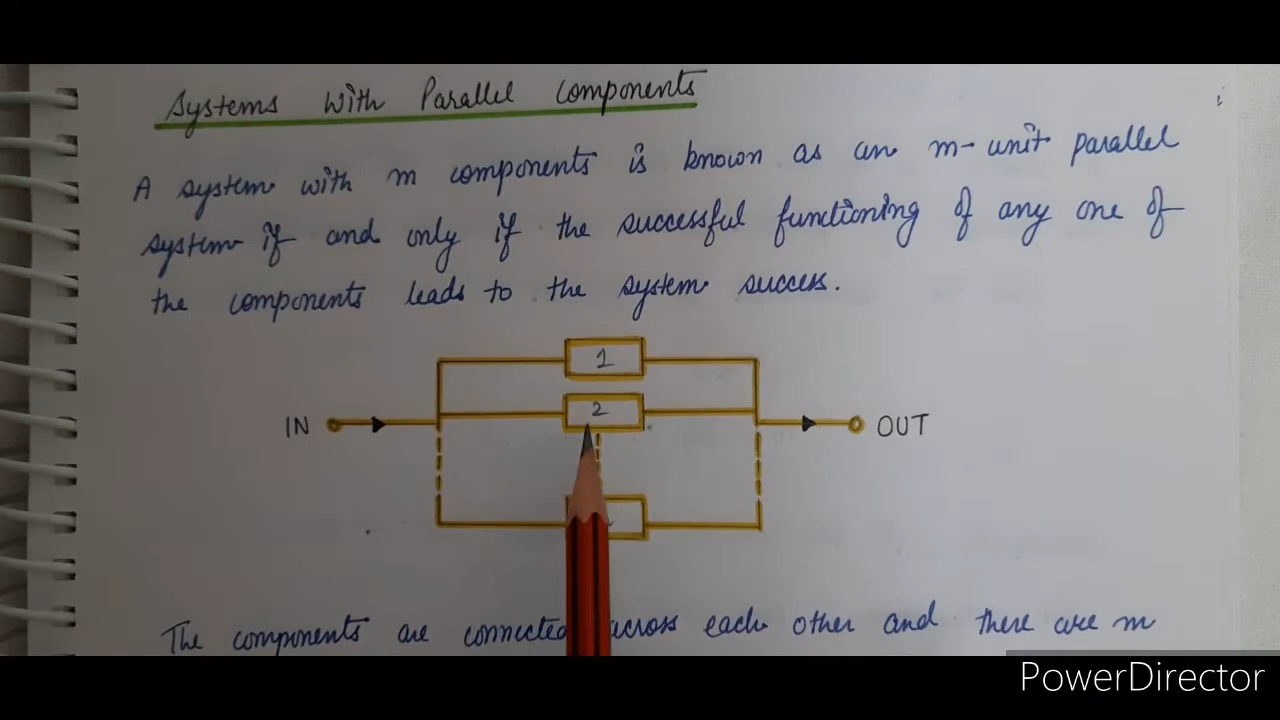 Systems With Parallel Components
A system with m components is known as an m-unit parallel
system if and only if the successful functioning of any one of
the components leads to the system success.
1
IN 2 OUT
The components are connected across each other and there are m
PowerDirector